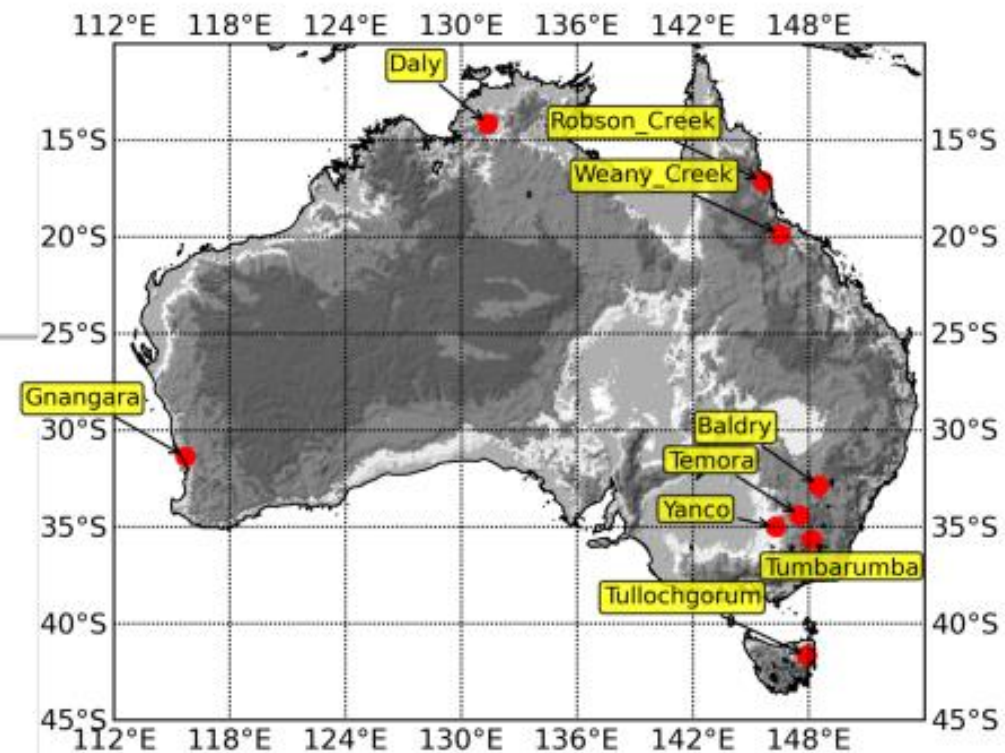 112°E 118°E 124°E 130°E 136°E 142°E 148°E
Daly
Robson_Creek
15°S 15°S
Weany_Creek
20°S 20°S
25°S 25°S
Gnangara
30°S 30°S
Baldry
Temora
Yanco
35°S 35°S
Tumbarumba
Tullochgorum
40°S 40°S
45°S 45°S
112°E 118°E 124°E 130°E 136°E 142°E 148°E